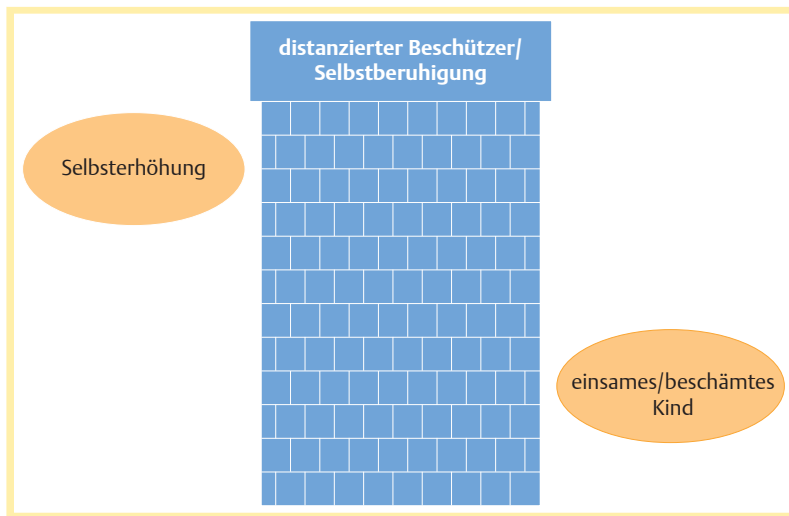 distanzierter Beschützer/
Selbstberuhigung
Selbsterhöhung
einsames/beschämtes
Kind